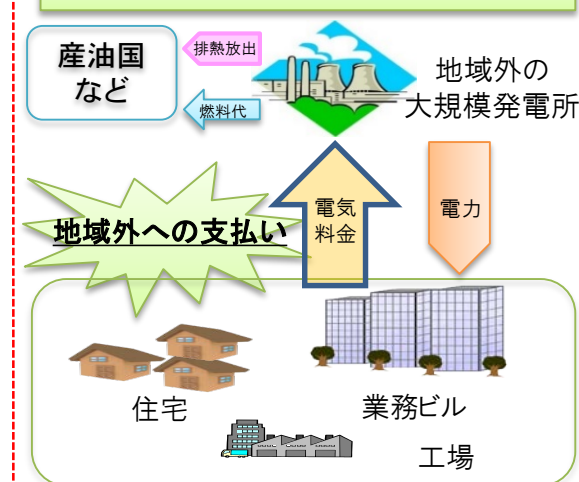 産油国
など
排熱放出
燃料代
地域外の
大規模発電所
地域外への支払い
電気
料金
電力
住宅
業務ビル
工場